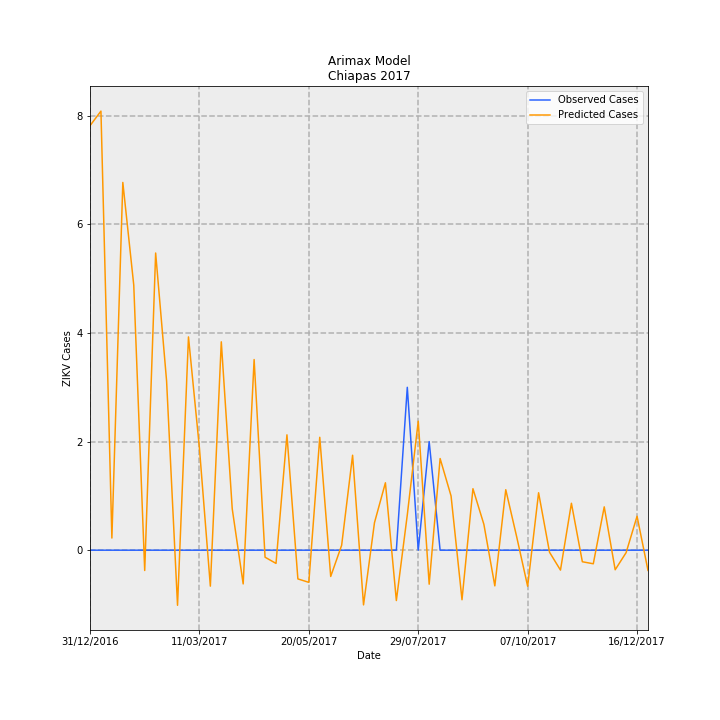 Arimax Model
Chiapas 2017
Observed Cases
Predicted Cases
8
6
4
2
0
ZIKV Cases
31/12/2016
11/03/2017
20/05/2017
29/07/2017
07/10/2017
16/12/2017
Date